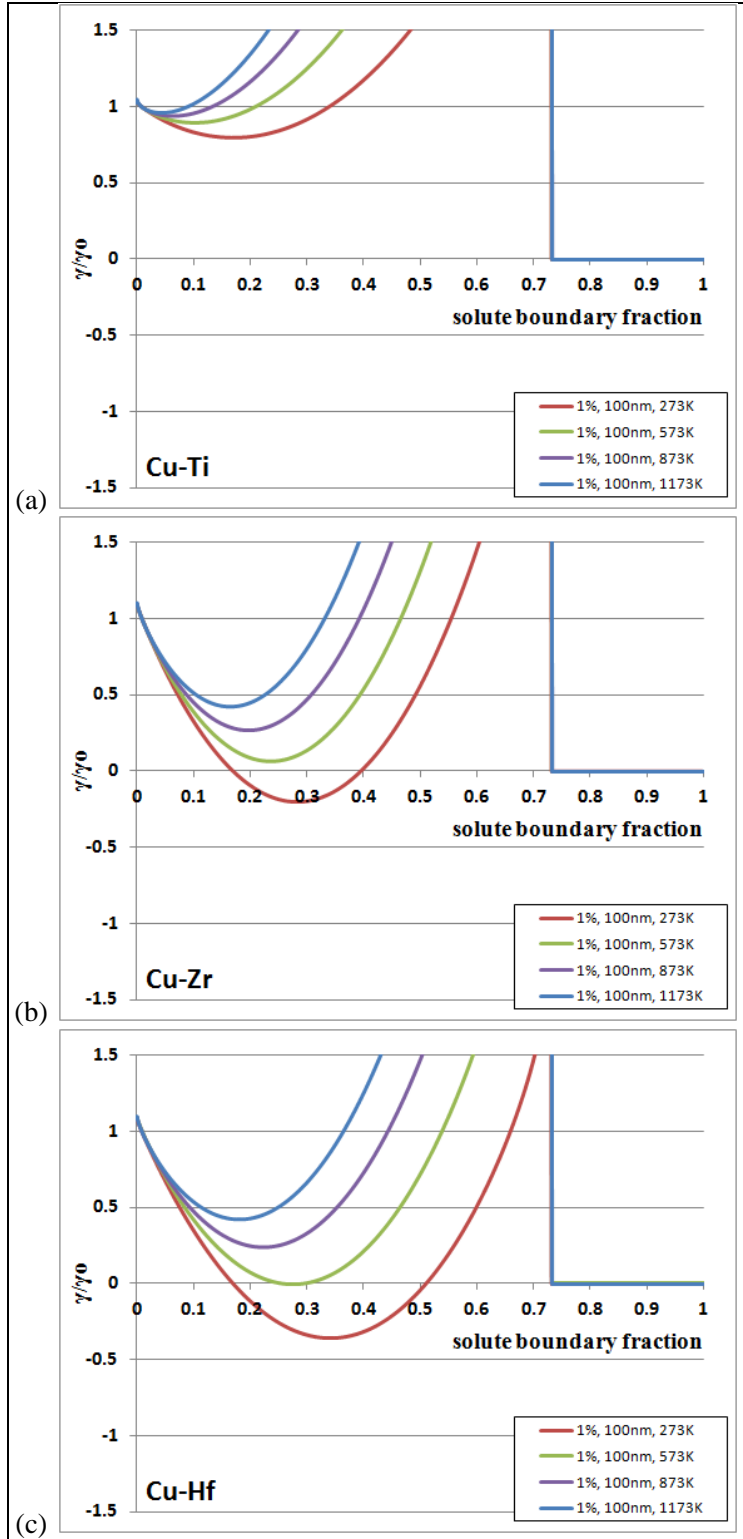 1.5
1
0.5
0
-0.5
-1
-1.5
γ/γo
0 0.1 0.2 0.3 0.4 0.5 0.6 0.7 0.8 0.9 1
solute boundary fraction
1%, 100nm, 273K
1%, 100nm, 573K
1%, 100nm, 873K
1%, 100nm, 1173K
Cu-Ti
(a)
1.5
1
0.5
0
-0.5
-1
-1.5
γ/γo
0 0.1 0.2 0.3 0.4 0.5 0.6 0.7 0.8 0.9 1
solute boundary fraction
1%, 100nm, 273K
1%, 100nm, 573K
1%, 100nm, 873K
1%, 100nm, 1173K
Cu-Zr
(b)
1.5
1
0.5
0
-0.5
-1
-1.5
γ/γo
0 0.1 0.2 0.3 0.4 0.5 0.6 0.7 0.8 0.9 1
solute boundary fraction
1%, 100nm, 273K
1%, 100nm, 573K
1%, 100nm, 873K
1%, 100nm, 1173K
Cu-Hf
(c)